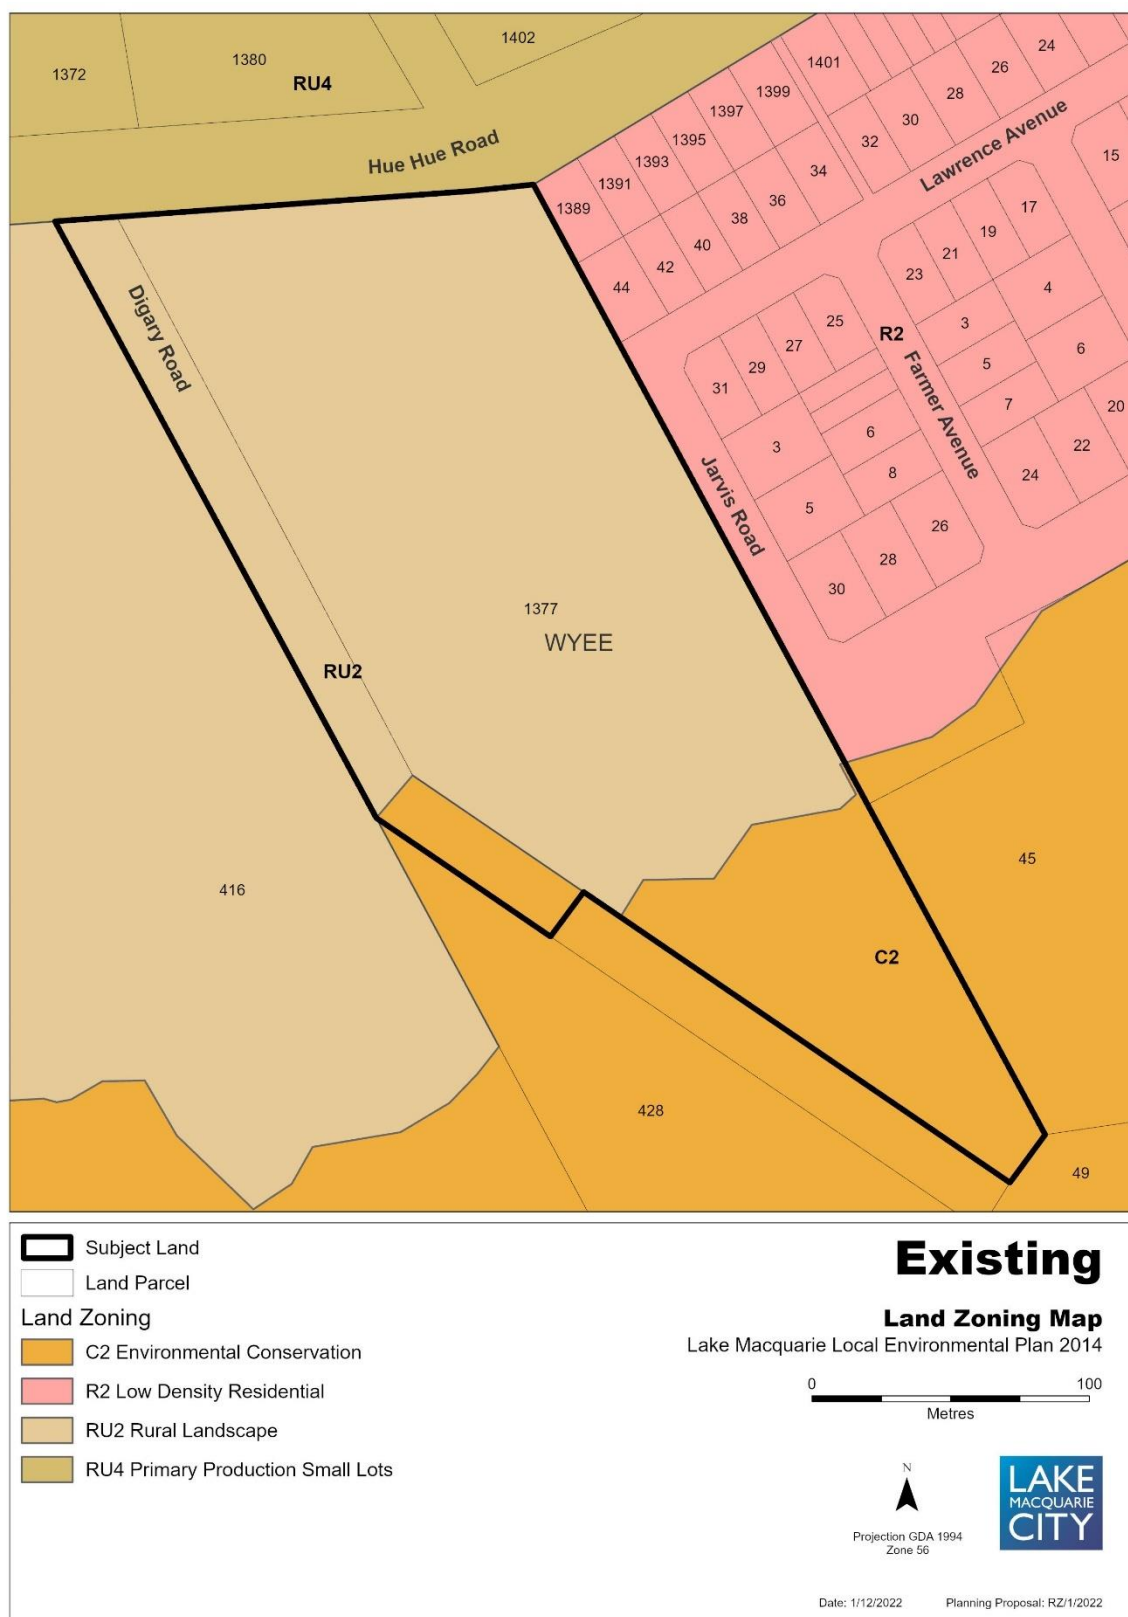 1372
1380
1402
RU4
Hue Hue Road
1401
1399
1397
1395
1393
1391
1389
24
26
28
30
32
Lawrence Avenue
15
34
36
38
40
42
44
17
19
21
23
4
3
5
6
7
R2
25
27
29
31
Farmer Avenue
20
22
24
3
6
8
5
26
28
30
Jarvis Road
Digary Road
1377
WYEE
RU2
416
45
C2
428
49
Subject Land
Land Parcel
Land Zoning
C2 Environmental Conservation
R2 Low Density Residential
RU2 Rural Landscape
RU4 Primary Production Small Lots
Existing
Land Zoning Map
Lake Macquarie Local Environmental Plan 2014
0 100
Metres
N
Projection GDA 1994
Zone 56
LAKE
MACQUARIE
CITY
Date: 1/12/2022 Planning Proposal: RZ/1/2022